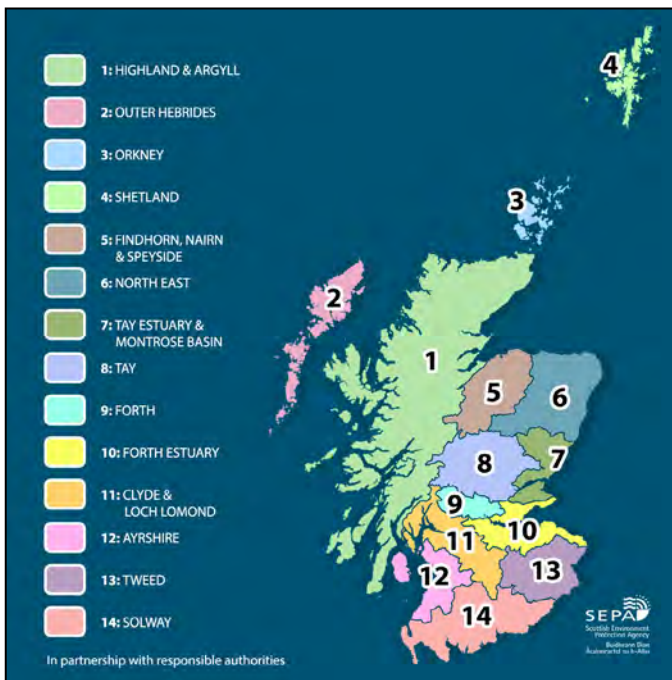 1: HIGHLAND & ARGYLL
2: OUTER HEBRIDES
3: ORKNEY
4: SHETLAND
5: FINDHORN, NAIRN
& SPEYSIDE
6: NORTH EAST
7: TAY ESTUARY &
MONTROSE BASIN
8: TAY
9: FORTH
10: FORTH ESTUARY
11: CLYDE &
LOCH LOMOND
12: AYRSHIRE
13: TWEED
14: SOLWAY
In partnership with responsible authorities
4
3
2
1
5
6
7
8
9
10
11
12
13
14
SEPA
Scottish Environment
Protection Agency